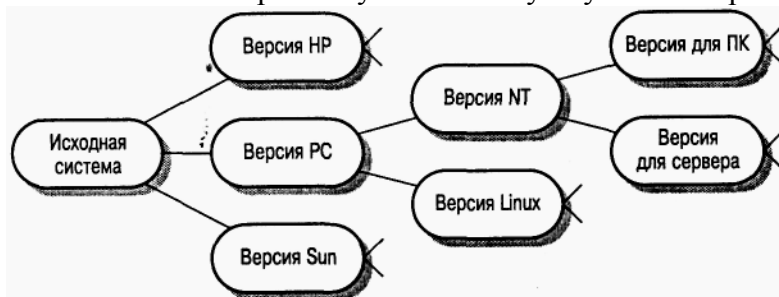 Версия HP
Версия для ПК
Версия NT
Исходная
система
Версия PC
Версия
для сервера
Версия Linux
Версия Sun